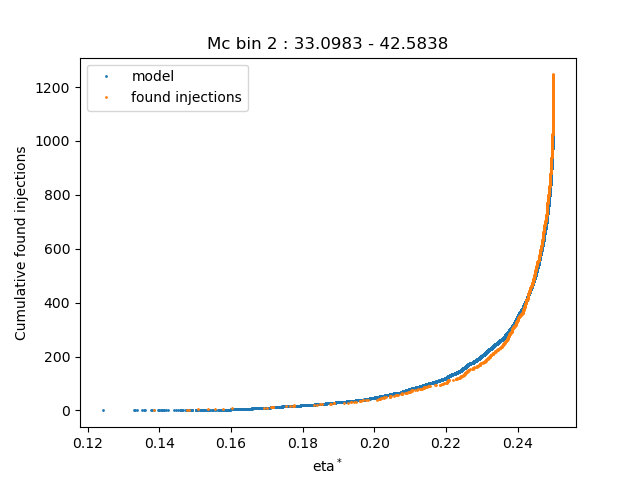 Mc bin 2 : 33.0983 - 42.5838
model
found injections
Cumulative found injections
1200
1000
800
600
400
200
0
0.12 0.14 0.16 0.18 0.20 0.22 0.24
eta*